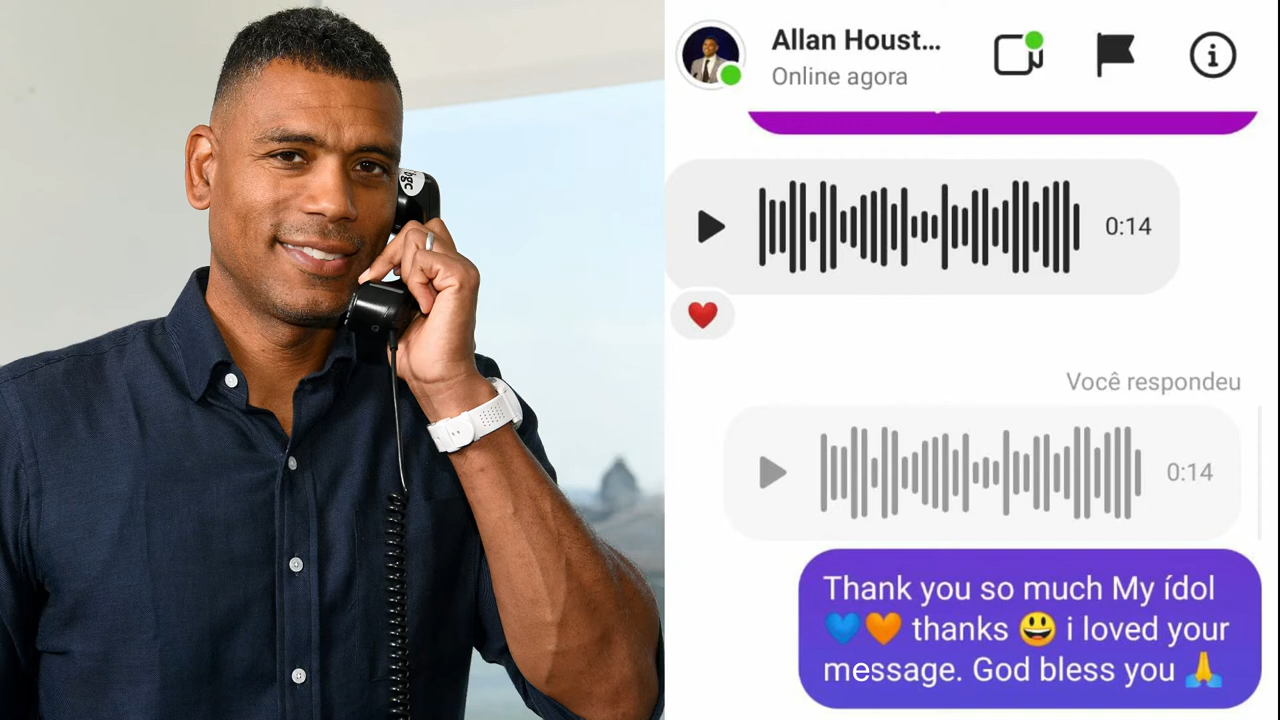 bgc
Allan Houst...
Online agora
0:14
Você respondeu
0:14
Thank you so much My ídol
💙🧡 thanks 😃 i loved your
message. God bless you 🙏